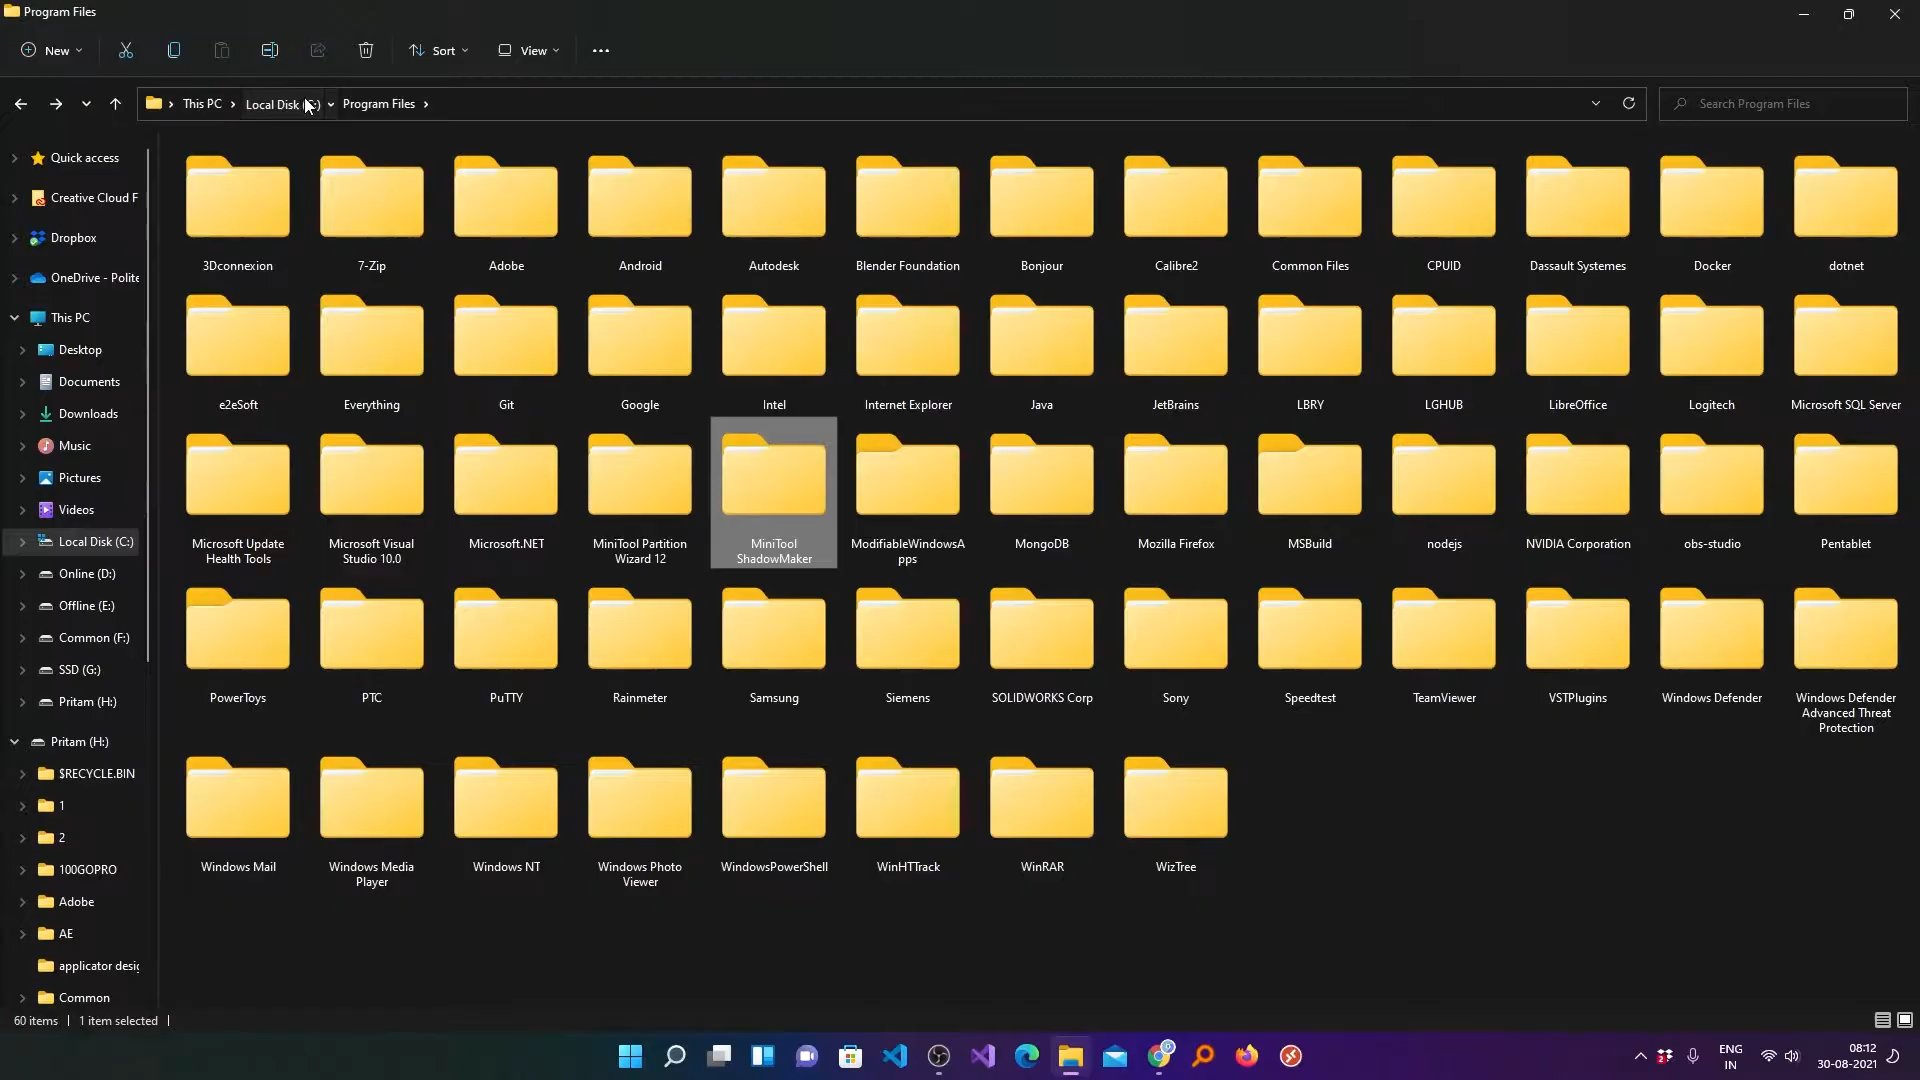 Program Files
New
Sort
View
This PC
Local Disk (C:)
Program Files
Search Program Files
Quick access
Creative Cloud F
Dropbox
OneDrive - Polite
This PC
Desktop
Documents
Downloads
Music
Pictures
Videos
Local Disk (C:)
Online (D:)
Offline (E:)
Common (F:)
SSD (G:)
Pritam (H:)
Pritam (H:)
$RECYCLE.BIN
1
2
100GOPRO
Adobe
AE
applicator desig
Common
3Dconnexion
7-Zip
Adobe
Android
Autodesk
Blender Foundation
Bonjour
Calibre2
Common Files
CPUID
Dassault Systemes
Docker
dotnet
e2eSoft
Everything
Git
Google
Intel
Internet Explorer
Java
JetBrains
LBRY
LGHUB
LibreOffice
Logitech
Microsoft SQL Server
Microsoft Update
Health Tools
Microsoft Visual
Studio 10.0
Microsoft.NET
MiniTool Partition
Wizard 12
MiniTool
ShadowMaker
ModifiableWindowsA
pps
MongoDB
Mozilla Firefox
MSBuild
nodejs
NVIDIA Corporation
obs-studio
Pentablet
PowerToys
PTC
PuTTY
Rainmeter
Samsung
Siemens
SOLIDWORKS Corp
Sony
Speedtest
TeamViewer
VSTPlugins
Windows Defender
Windows Defender
Advanced Threat
Protection
Windows Mail
Windows Media
Player
Windows NT
Windows Photo
Viewer
WindowsPowerShell
WinHTTrack
WinRAR
WizTree
60 items
1 item selected
ENG
IN
08:12
30-08-2021